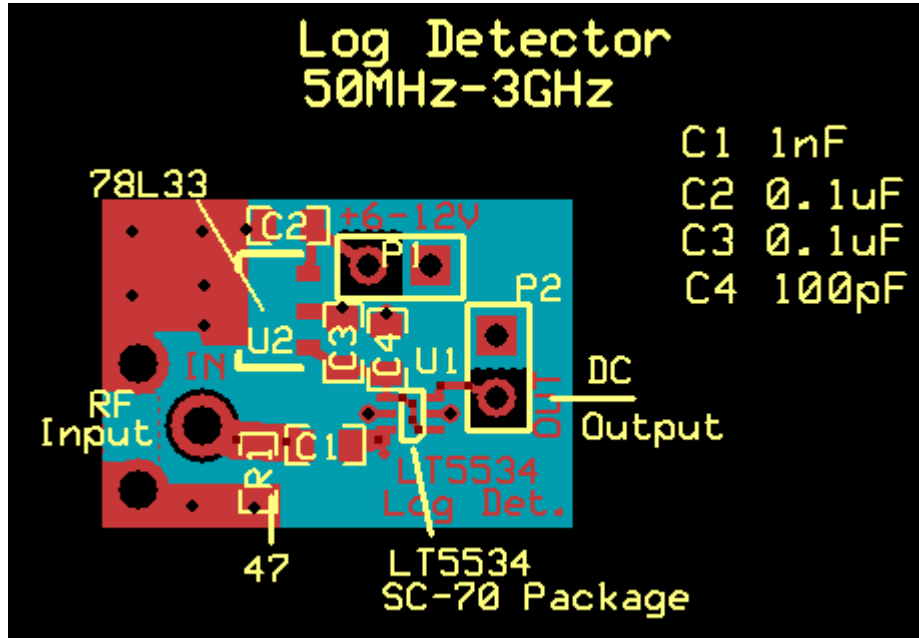 Log Detector
50MHz-3GHz
C1 1nF
C2 0.1uF
C3 0.1uF
C4 100pF
78L33
C2
+6-12V
P1
P2
U2
C3
C4
U1
IN
RF
Input
DC
Output
OUT
C1
R1
LT5534
Log Det.
47
LT5534
SC-70 Package